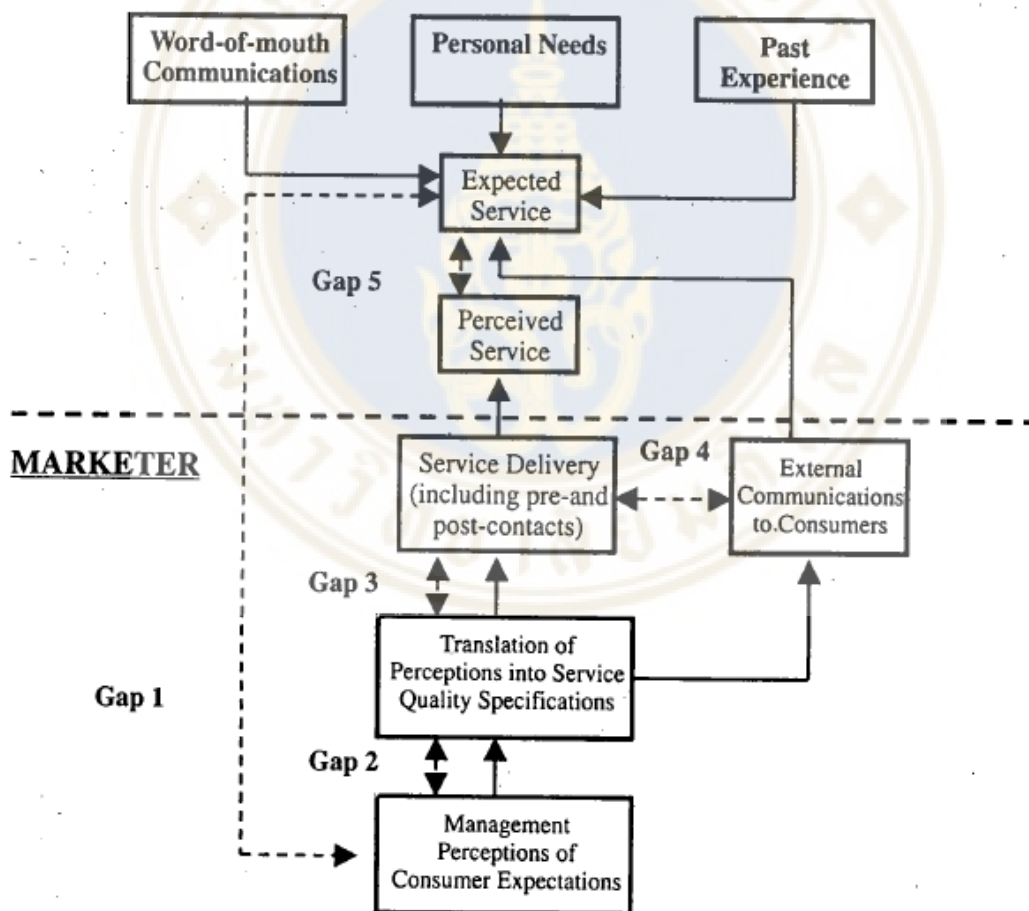 Word-of-mouth
Communications
Personal Needs
Past
Experience
Expected
Service
Gap 5
Perceived
Service
MARKETER
Service Delivery
(including pre-and
post-contacts)
Gap 4
External
Communications
to.Consumers
Gap 3
Translation of
Perceptions into Service
Quality Specifications
Gap 1
Gap 2
Management
Perceptions of
Consumer Expectations